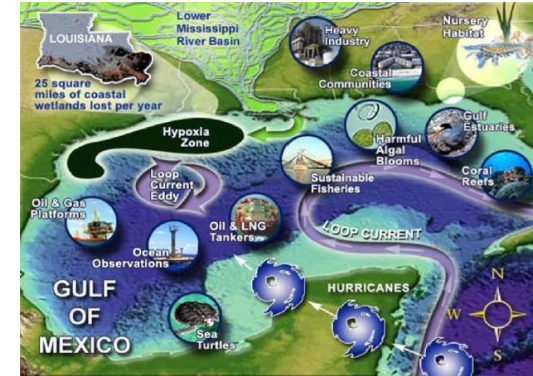 LOUISIANA
25 square
miles of coastal
wetlands lost per year
Lower
Mississippi
River Basin
Heavy
Industry
Coastal
Communities
Nursery
Habitat
Hypoxia
Zone
Harmful
Algal
Blooms
Gulf
Estuaries
Sustainable
Fisheries
Coral
Reefs
Loop
Current
Eddy
Oil & Gas
Platforms
Ocean
Observations
Oil & LNG
Tankers
LOOP CURRENT
HURRICANES
GULF
OF
MEXICO
Sea
Turtles
N
W
E
S